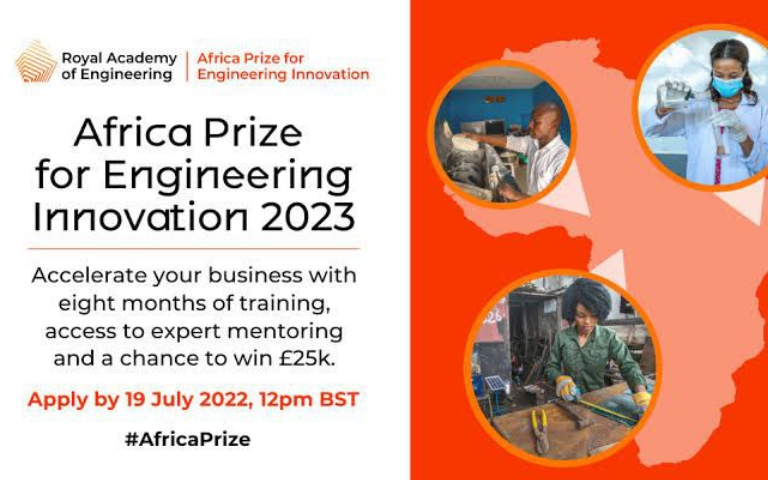 Royal Academy
of Engineering
Africa Prize for
Engineering Innovation
Africa Prize
for Engineering
Innovation 2023
Accelerate your business with
eight months of training,
access to expert mentoring
and a chance to win £25k.
Apply by 19 July 2022, 12pm BST
#AfricaPrize